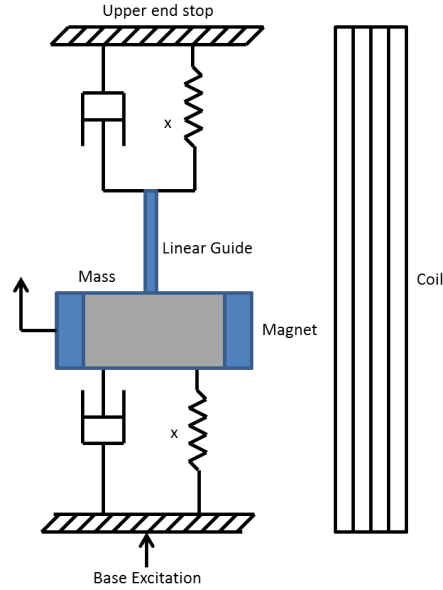 Upper end stop
x
Linear Guide
Mass
Coil
Magnet
x
Base Excitation